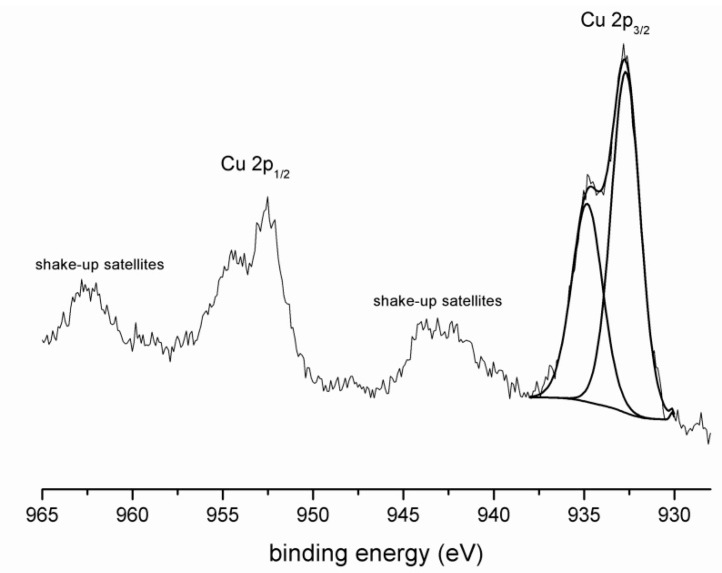 Cu 2p3/2
Cu 2p1/2
shake-up satellites
shake-up satellites
965 960 955 950 945 940 935 930
binding energy (eV)